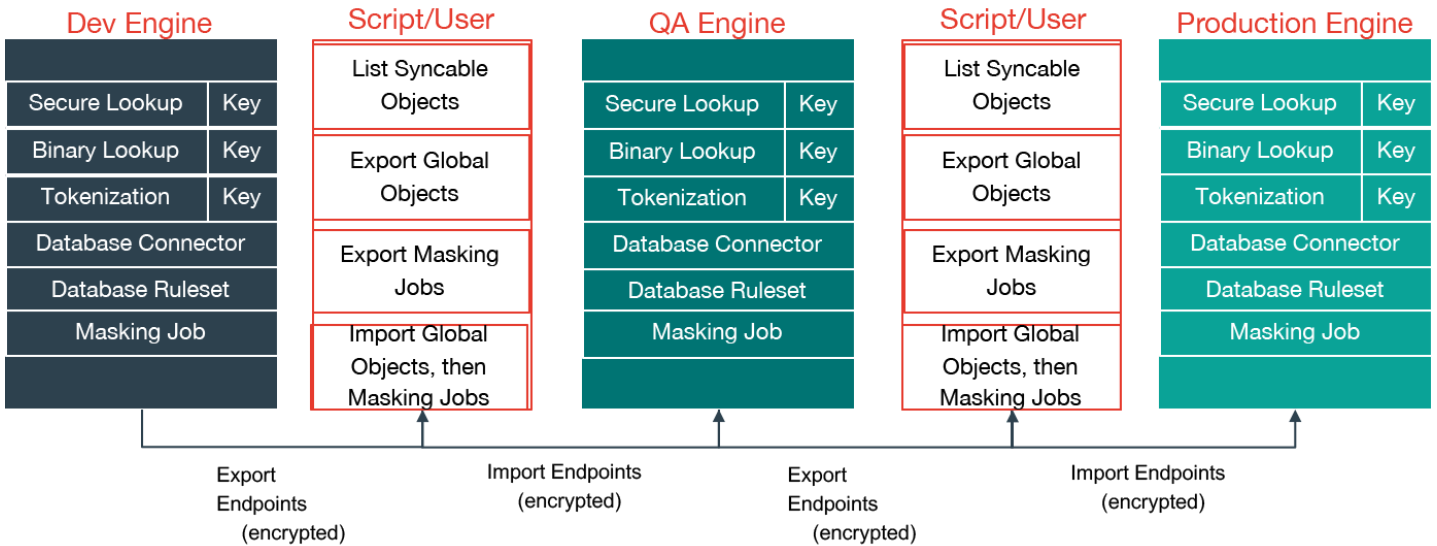 Dev Engine
Secure Lookup Key
Binary Lookup Key
Tokenization Key
Database Connector
Database Ruleset
Masking Job
Script/User
List Syncable
Objects
Export Global
Objects
Export Masking
Jobs
Import Global
Objects, then
Masking Jobs
QA Engine
Secure Lookup Key
Binary Lookup Key
Tokenization Key
Database Connector
Database Ruleset
Masking Job
Script/User
List Syncable
Objects
Export Global
Objects
Export Masking
Jobs
Import Global
Objects, then
Masking Jobs
Production Engine
Secure Lookup Key
Binary Lookup Key
Tokenization Key
Database Connector
Database Ruleset
Masking Job
Export
Endpoints
(encrypted)
Import Endpoints
(encrypted)
Export
Endpoints
(encrypted)
Import Endpoints
(encrypted)